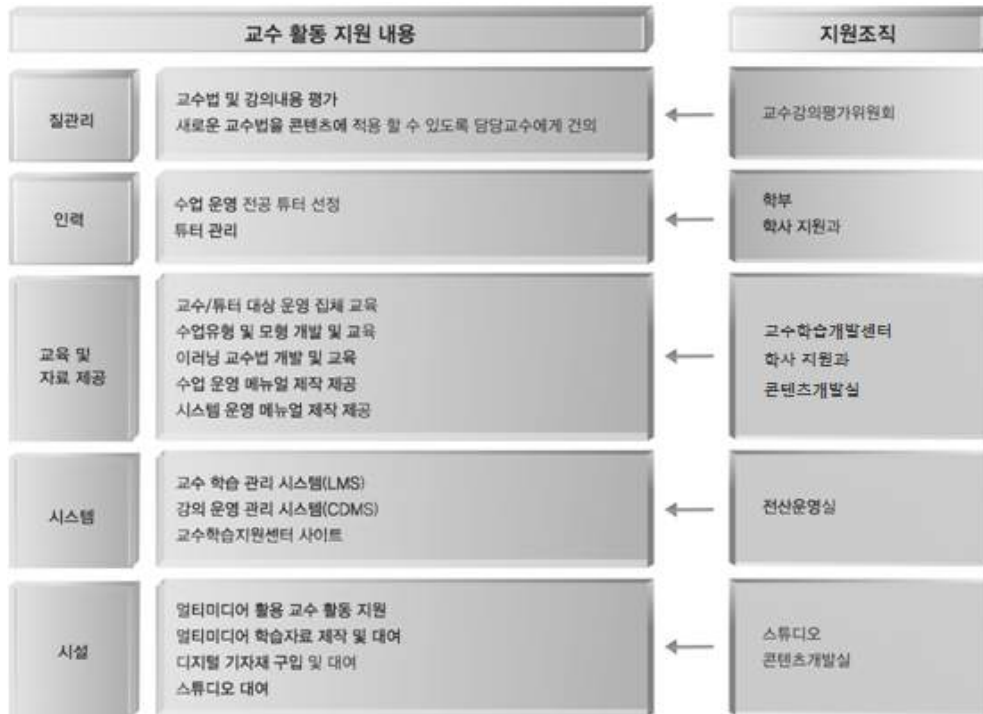 교수 활동 지원 내용
지원조직
질관리
교수법 및 강의내용 평가
새로운 교수법을 콘텐츠에 적용 할 수 있도록 담당교수에게 건의
교수강의평가위원회
인력
수업 운영 전공 튜터 선정
튜터 관리
학부
학사 지원과
교육 및
자료 제공
교수/튜터 대상 운영 집체 교육
수업유형 및 모형 개발 및 교육
이러닝 교수법 개발 및 교육
수업 운영 메뉴얼 제작 제공
시스템 운영 메뉴얼 제작 제공
교수학습개발센터
학사 지원과
콘텐츠개발실
시스템
교수 학습 관리 시스템(LMS)
강의 운영 관리 시스템(CDMS)
교수학습지원센터 사이트
전산운영실
시설
멀티미디어 활용 교수 활동 지원
멀티미디어 학습자료 제작 및 대여
디지털 기자재 구입 및 대여
스튜디오 대여
스튜디오
콘텐츠개발실